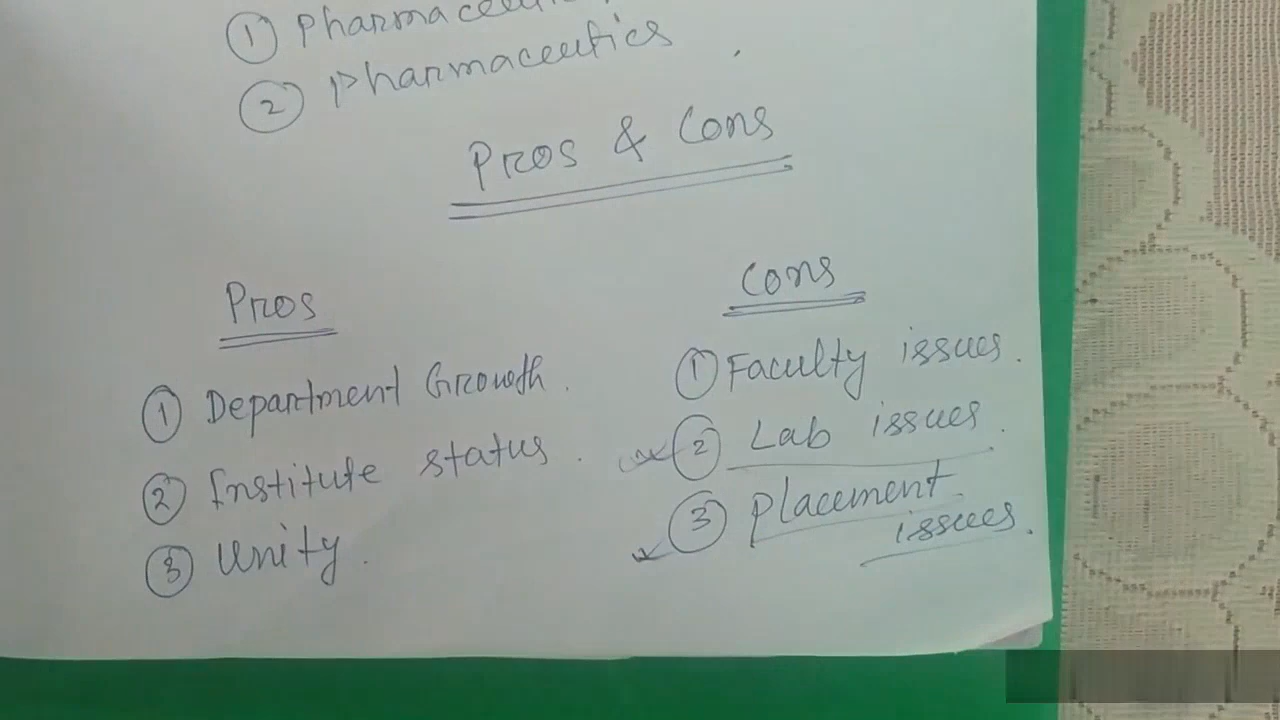 ①
② Pharmaceutics
Pros & Cons
Pros
① Department Growth.
② Institute status.
③ Unity.
Cons
① Faculty issues.
② Lab issues.
③ Placement
issues.